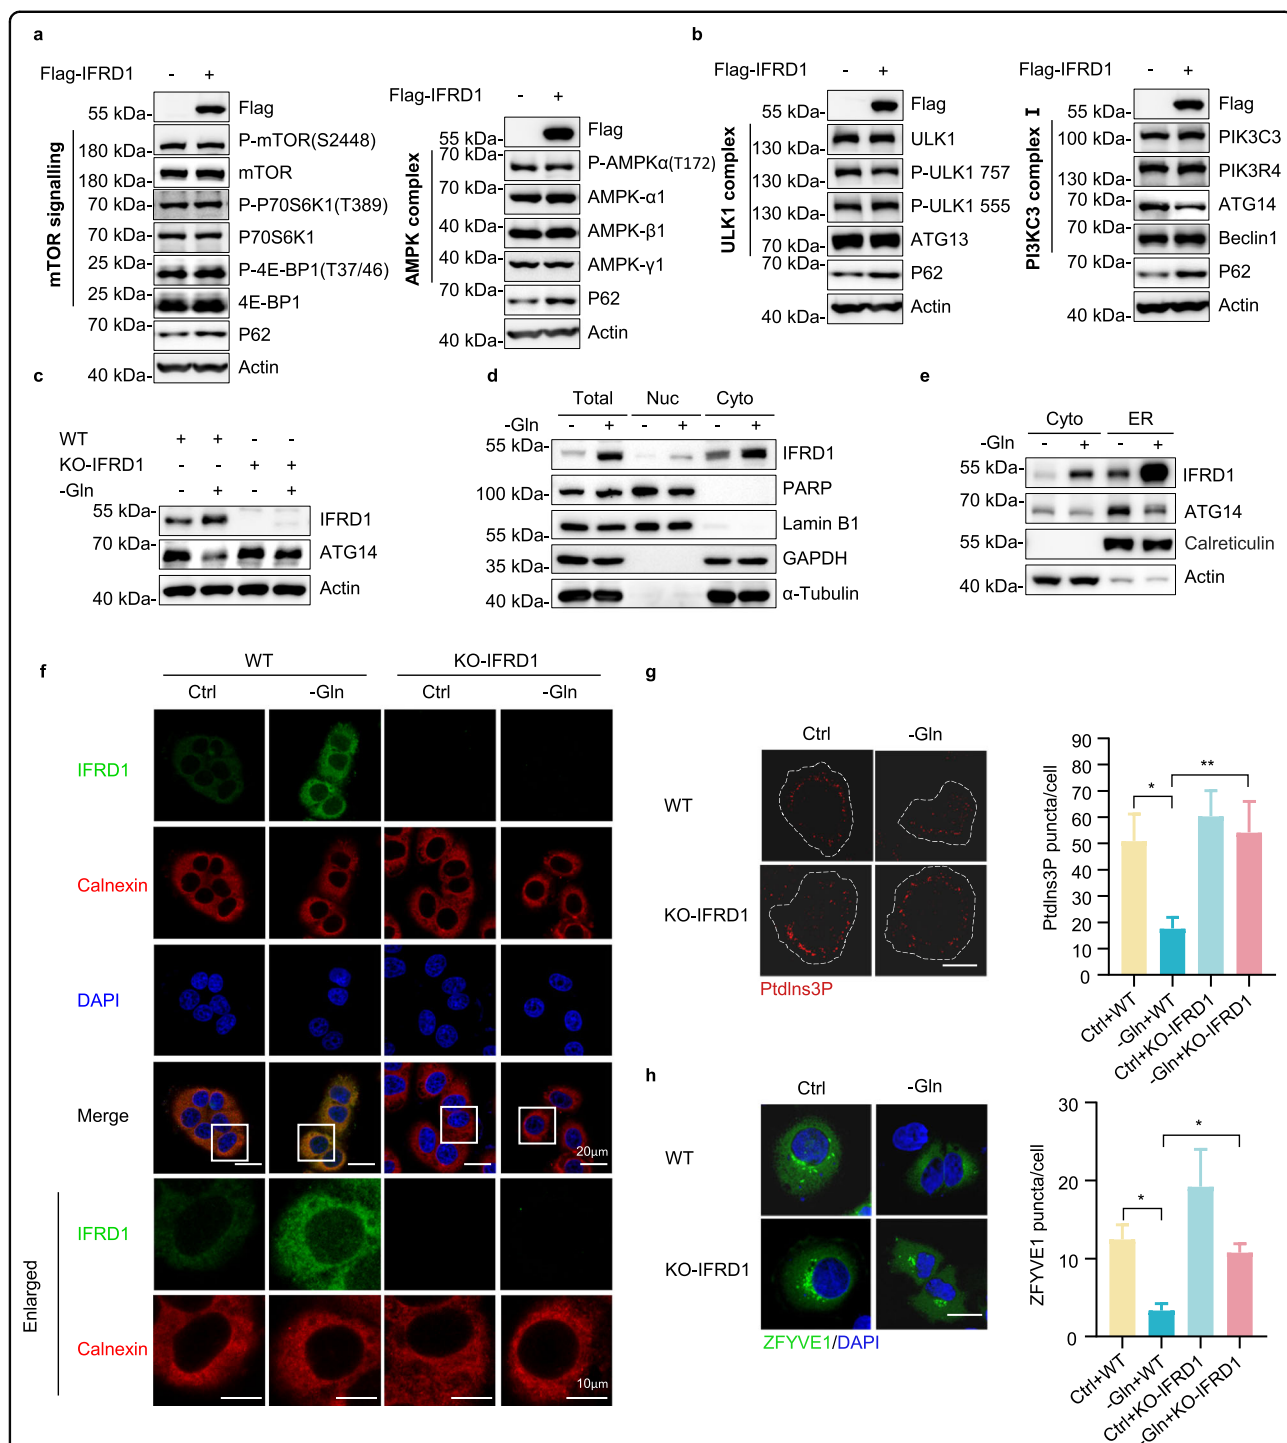 a
Flag-IFRD1 - +
55 kDa- Flag
180 kDa- P-mTOR(S2448)
180 kDa- mTOR
70 kDa- P-P70S6K1(T389)
70 kDa- P70S6K1
25 kDa- P-4E-BP1(T37/46)
25 kDa- 4E-BP1
70 kDa- P62
40 kDa- Actin
mTOR signalling
Flag-IFRD1 - +
55 kDa- Flag
70 kDa- P-AMPKα(T172)
70 kDa- AMPK-α1
40 kDa- AMPK-β1
40 kDa- AMPK-γ1
70 kDa- P62
40 kDa- Actin
AMPK complex
b
Flag-IFRD1 - +
55 kDa- Flag
130 kDa- ULK1
130 kDa- P-ULK1 757
130 kDa- P-ULK1 555
70 kDa- ATG13
70 kDa- P62
40 kDa- Actin
ULK1 complex
Flag-IFRD1 - +
55 kDa- Flag
100 kDa- PIK3C3
130 kDa- PIK3R4
70 kDa- ATG14
55 kDa- Beclin1
70 kDa- P62
40 kDa- Actin
PI3KC3 complex I
c
WT + + - -
KO-IFRD1 - - + +
-Gln - + - +
55 kDa- IFRD1
70 kDa- ATG14
40 kDa- Actin
d
Total Nuc Cyto
-Gln - + - + - +
55 kDa- IFRD1
100 kDa- PARP
55 kDa- Lamin B1
35 kDa- GAPDH
40 kDa- α-Tubulin
e
Cyto ER
-Gln - + - +
55 kDa- IFRD1
70 kDa- ATG14
55 kDa- Calreticulin
40 kDa- Actin
f
WT KO-IFRD1
Ctrl -Gln Ctrl -Gln
IFRD1
Calnexin
DAPI
Merge
20μm
Enlarged
IFRD1
Calnexin
10μm
g
Ctrl -Gln
WT
KO-IFRD1
PtdIns3P
PtdIns3P puncta/cell
90
80
70
60
50
40
30
20
10
0
* **
Ctrl+WT
-Gln+WT
Ctrl+KO-IFRD1
-Gln+KO-IFRD1
h
Ctrl -Gln
WT
KO-IFRD1
ZFYVE1/DAPI
ZFYVE1 puncta/cell
30
20
10
0
* *
Ctrl+WT
-Gln+WT
Ctrl+KO-IFRD1
-Gln+KO-IFRD1